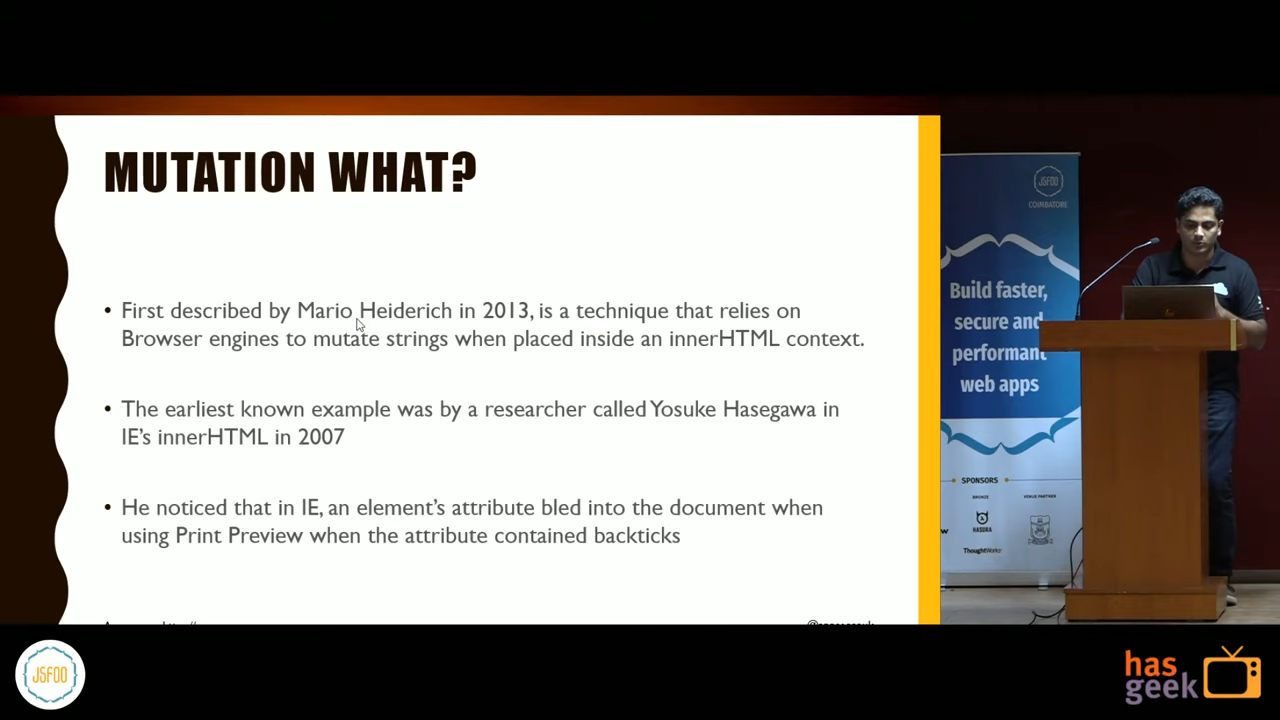 MUTATION WHAT?
• First described by Mario Heiderich in 2013, is a technique that relies on
Browser engines to mutate strings when placed inside an innerHTML context.
• The earliest known example was by a researcher called Yosuke Hasegawa in
IE's innerHTML in 2007
• He noticed that in IE, an element's attribute bled into the document when
using Print Preview when the attribute contained backticks
JSFOO
COIMBATORE
Build faster,
secure and
performant
web apps
SPONSORS
BRONZE
VENUE PARTNER
HASURA
ThoughtWorks
JSFOO
has
geek